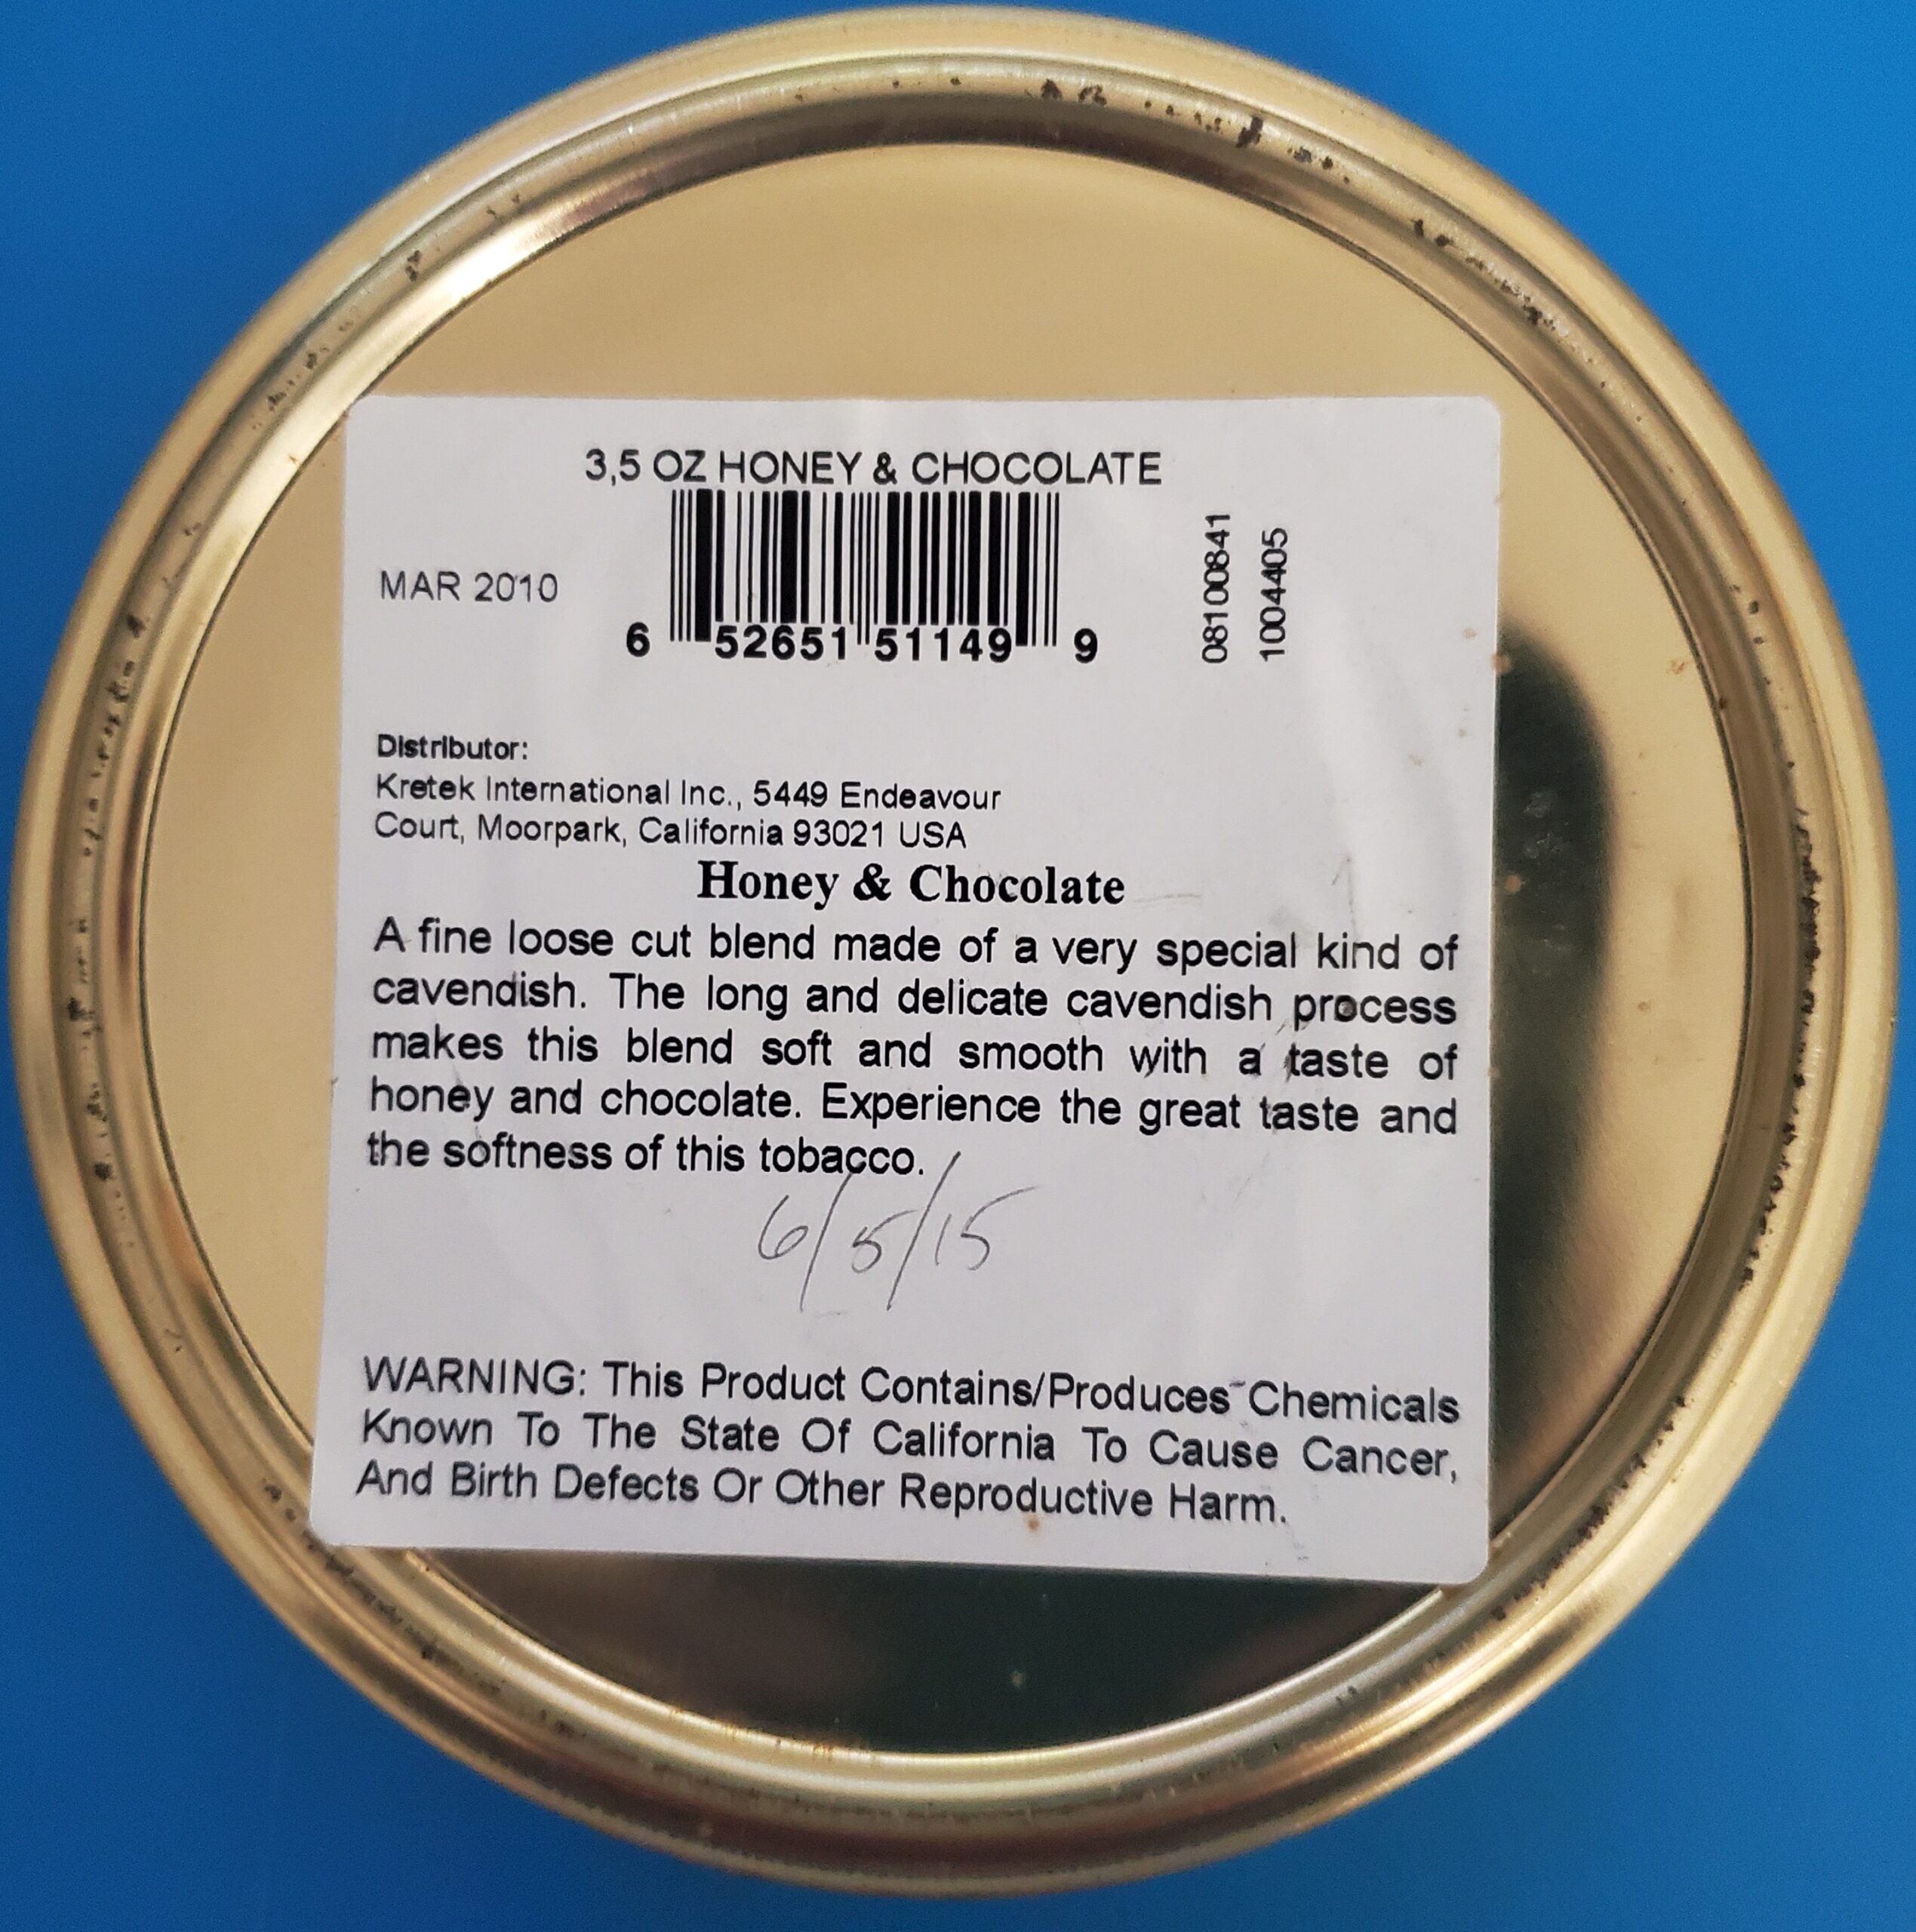 3,5 OZ HONEY & CHOCOLATE
MAR 2010
6 52651 51149 9
08100841
1004405
Distributor:
Kretek International Inc., 5449 Endeavour
Court, Moorpark, California 93021 USA
Honey & Chocolate
A fine loose cut blend made of a very special kind of
cavendish. The long and delicate cavendish process
makes this blend soft and smooth with a taste of
honey and chocolate. Experience the great taste and
the softness of this tobacco.
6/5/15
WARNING: This Product Contains/Produces Chemicals
Known To The State Of California To Cause Cancer,
And Birth Defects Or Other Reproductive Harm.